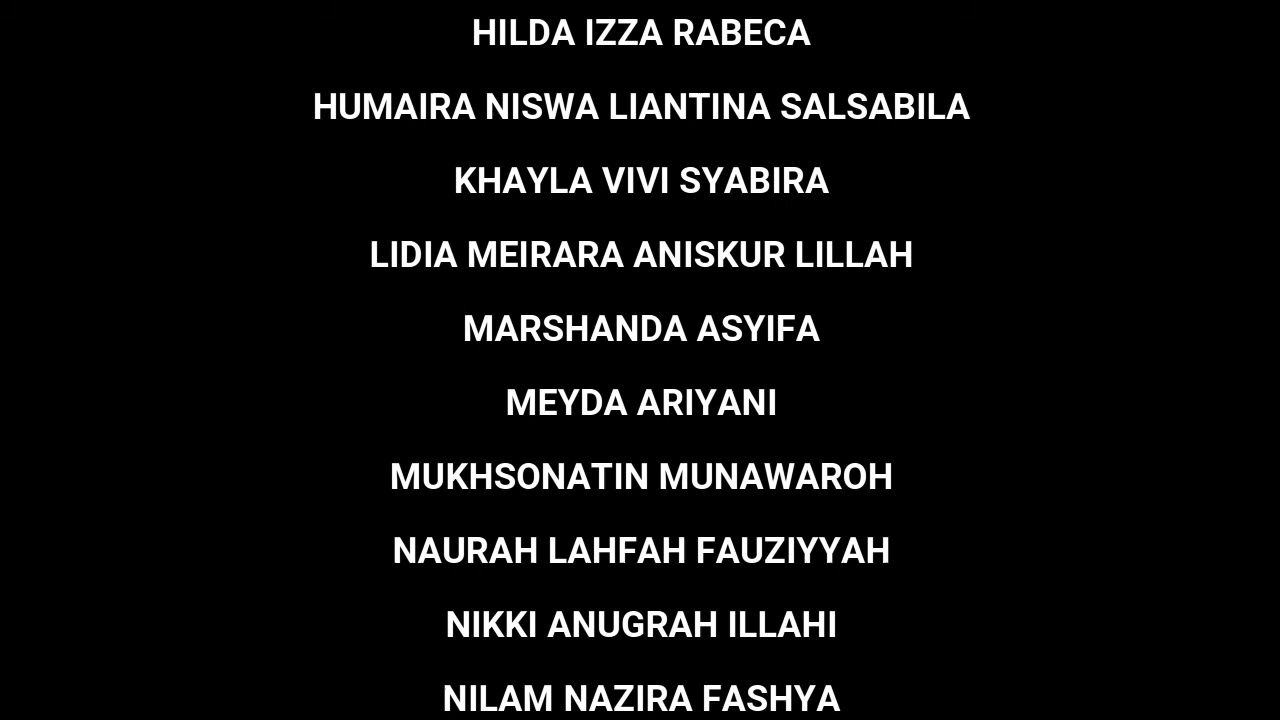 HILDA IZZA RABECA
HUMAIRA NISWA LIANTINA SALSABILA
KHAYLA VIVI SYABIRA
LIDIA MEIRARA ANISKUR LILLAH
MARSHANDA ASYIFA
MEYDA ARIYANI
MUKHSONATIN MUNAWAROH
NAURAH LAHFAH FAUZIYYAH
NIKKI ANUGRAH ILLAHI
NILAM NAZIRA FASHYA